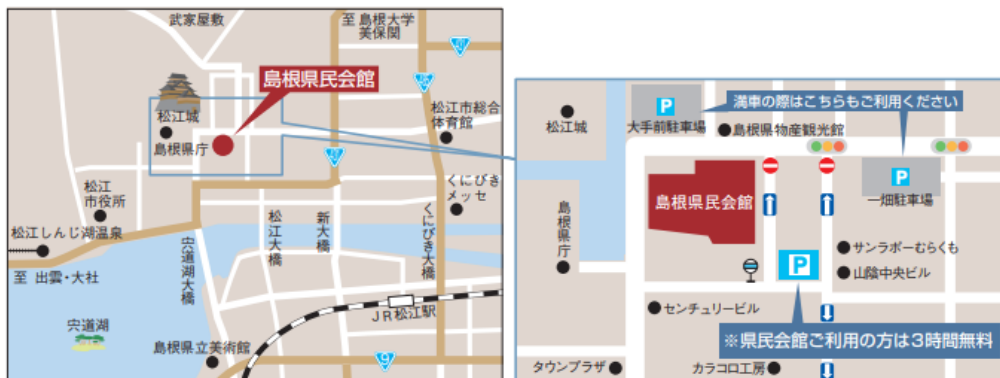 武家屋敷
至 島根大学
美保関
島根県民会館
松江城
島根県庁
松江市総合
体育館
松江
市役所
くにびき
メッセ
松江しんじ湖温泉
至 出雲・大社
宍道湖大橋
松江大橋
新大橋
くにびき大橋
宍道湖
JR松江駅
島根県立美術館
9
松江城
P
大手前駐車場
満車の際はこちらもご利用ください
島根県物産観光館
島根県民会館
P
一畑駐車場
島根県庁
サンラポーむらくも
P
山陰中央ビル
センチュリービル
※県民会館ご利用の方は3時間無料
タウンプラザ
カラコロ工房